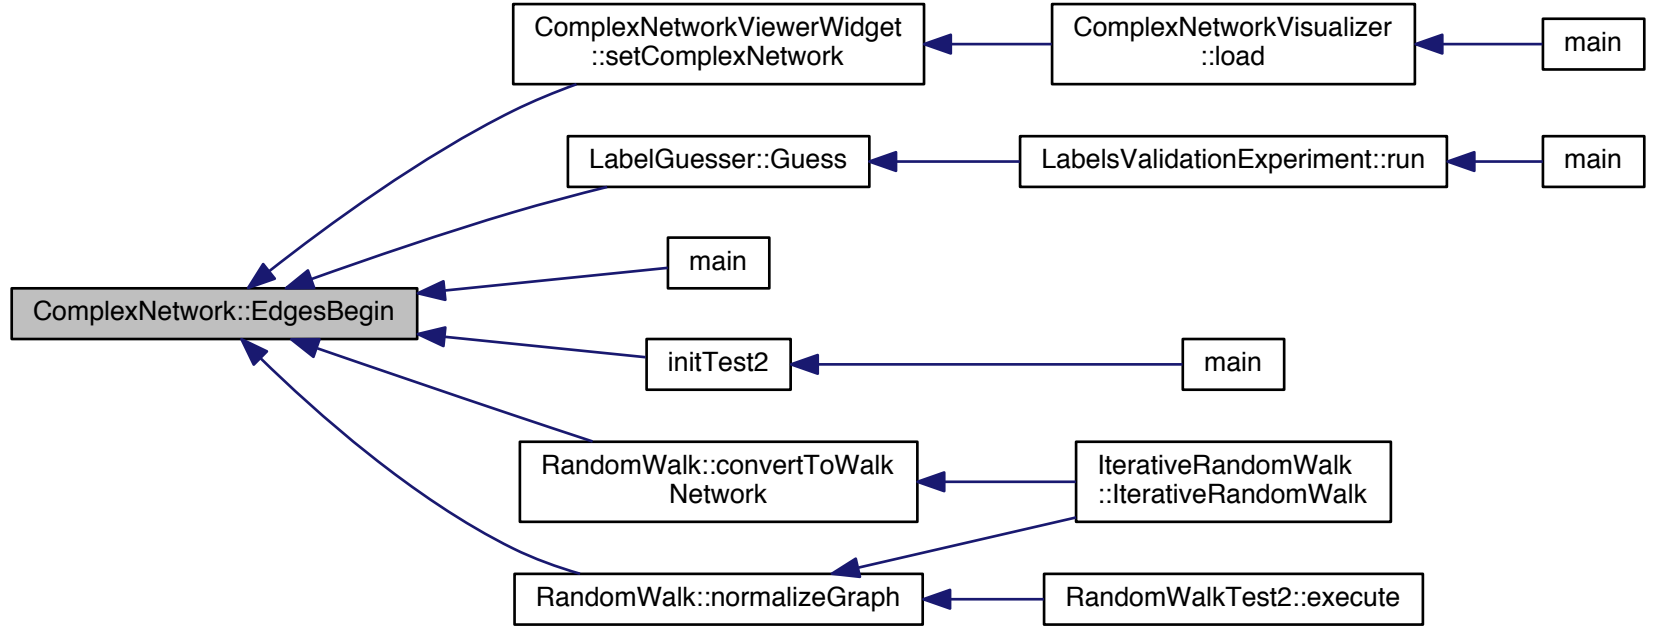 ComplexNetworkViewerWidget
::setComplexNetwork
ComplexNetworkVisualizer
::load
main
LabelGuesser::Guess
LabelsValidationExperiment::run
main
main
ComplexNetwork::EdgesBegin
initTest2
main
RandomWalk::convertToWalk
Network
IterativeRandomWalk
::IterativeRandomWalk
RandomWalk::normalizeGraph
RandomWalkTest2::execute